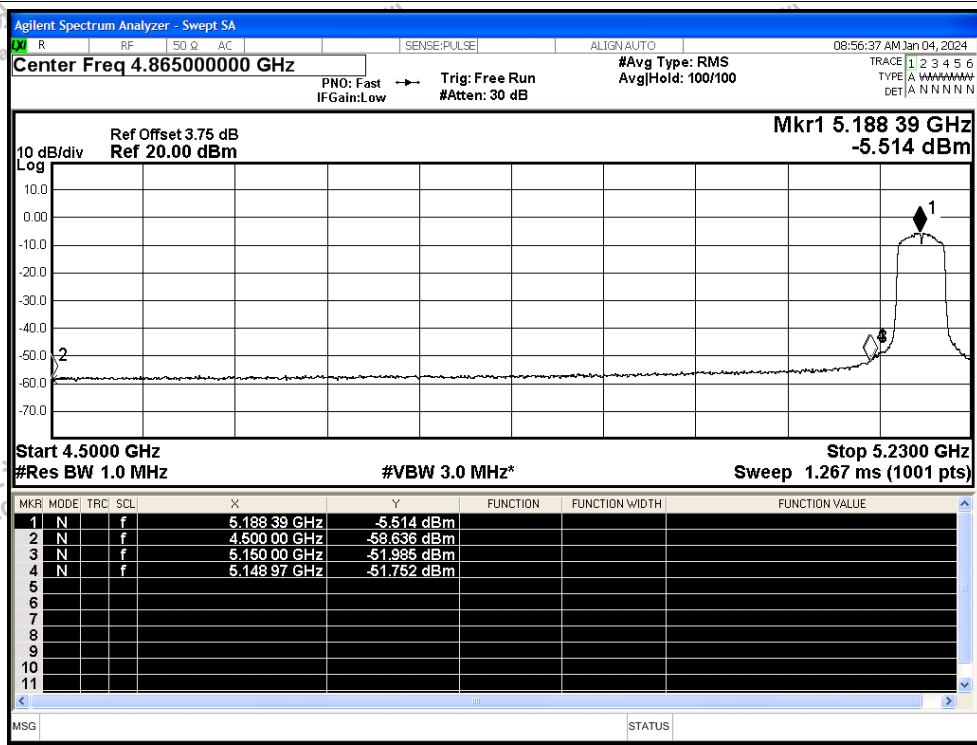 Agilent Spectrum Analyzer - Swept SA
LXI R RF 50 Ω AC SENSE:PULSE ALIGN AUTO 08:56:37 AM Jan 04, 2024
Center Freq 4.865000000 GHz
PNO: Fast
IFGain:Low
Trig: Free Run
#Atten: 30 dB
#Avg Type: RMS
Avg|Hold: 100/100
TRACE 1 2 3 4 5 6
TYPE A WWWWW
DET A N N N N N
Mkr1 5.188 39 GHz
-5.514 dBm
Ref Offset 3.75 dB
10 dB/div Ref 20.00 dBm
Log
10.0
0.00
-10.0
-20.0
-30.0
-40.0
-50.0
-60.0
-70.0
1
2
Start 4.5000 GHz Stop 5.2300 GHz
#Res BW 1.0 MHz #VBW 3.0 MHz* Sweep 1.267 ms (1001 pts)
MKR MODE TRC SCL X Y FUNCTION FUNCTION WIDTH FUNCTION VALUE
1 N f 5.188 39 GHz -5.514 dBm
2 N f 4.500 00 GHz -58.636 dBm
3 N f 5.150 00 GHz -51.985 dBm
4 N f 5.148 97 GHz -51.752 dBm
5
6
7
8
9
10
11
MSG STATUS